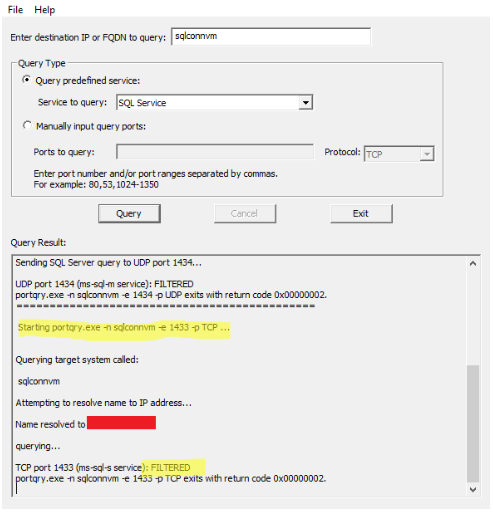 File Help
Enter destination IP or FQDN to query: sqlconnvm
Query Type
Query predefined service:
Service to query: SQL Service
Manually input query ports:
Ports to query: Protocol: TCP
Enter port number and/or port ranges separated by commas.
For example: 80,53,1024-1350
Query Cancel Exit
Query Result:
Sending SQL Server query to UDP port 1434...
UDP port 1434 (ms-sql-m service): FILTERED
portqry.exe -n sqlconnvm -e 1434 -p UDP exits with return code 0x00000002.
=============================================
Starting portqry.exe -n sqlconnvm -e 1433 -p TCP ...
Querying target system called:
sqlconnvm
Attempting to resolve name to IP address...
Name resolved to
querying...
TCP port 1433 (ms-sql-s service): FILTERED
portqry.exe -n sqlconnvm -e 1433 -p TCP exits with return code 0x00000002.